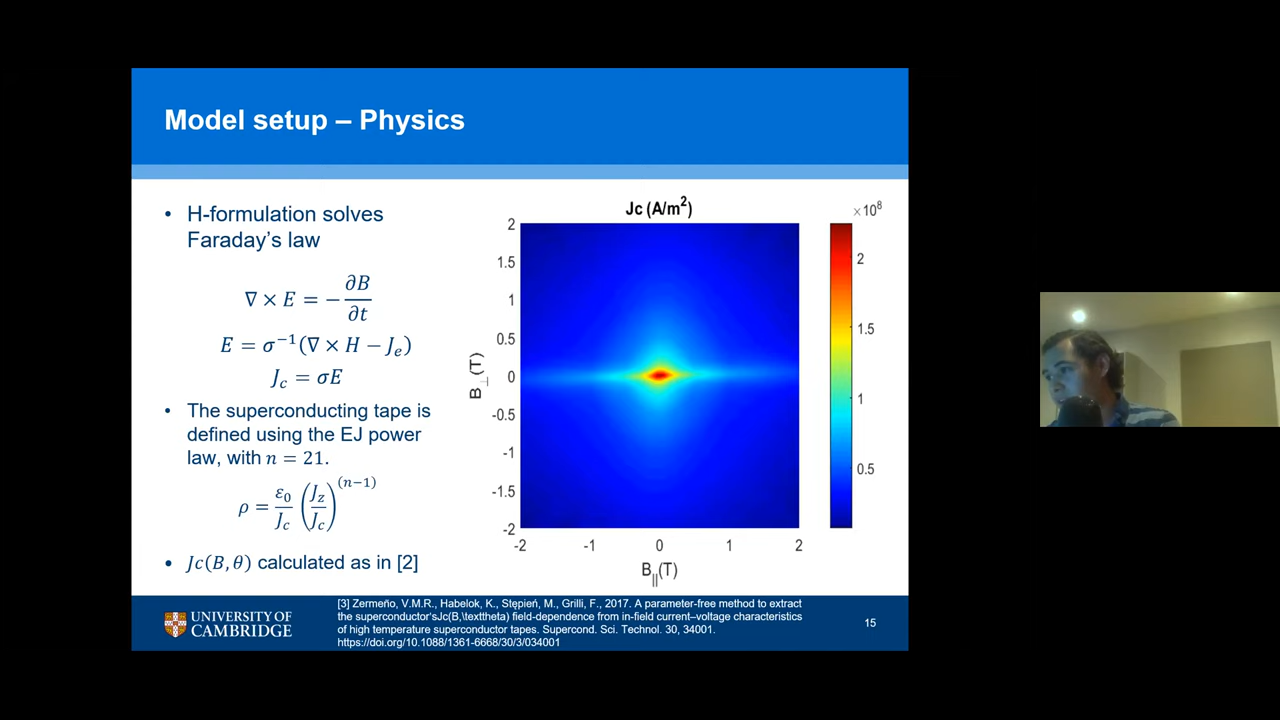 Model setup – Physics
• H-formulation solves
Faraday's law
∇ × E = −∂B/∂t
E = σ⁻¹(∇ × H − Jₑ)
J_c = σE
• The superconducting tape is
defined using the EJ power
law, with n = 21.
ρ = ε₀/J_c (J_z/J_c)^(n−1)
• Jc(B, θ) calculated as in [2]
Jc (A/m²)
×10⁸
2
1.5
1
0.5
0
-0.5
-1
-1.5
-2
B⊥(T)
-2 -1 0 1 2
B||(T)
2
1.5
1
0.5
UNIVERSITY OF
CAMBRIDGE
[3] Zermeño, V.M.R., Habelok, K., Stępień, M., Grilli, F., 2017. A parameter-free method to extract
the superconductor'sJc(B,\texttheta) field-dependence from in-field current–voltage characteristics
of high temperature superconductor tapes. Supercond. Sci. Technol. 30, 34001.
https://doi.org/10.1088/1361-6668/30/3/034001
15